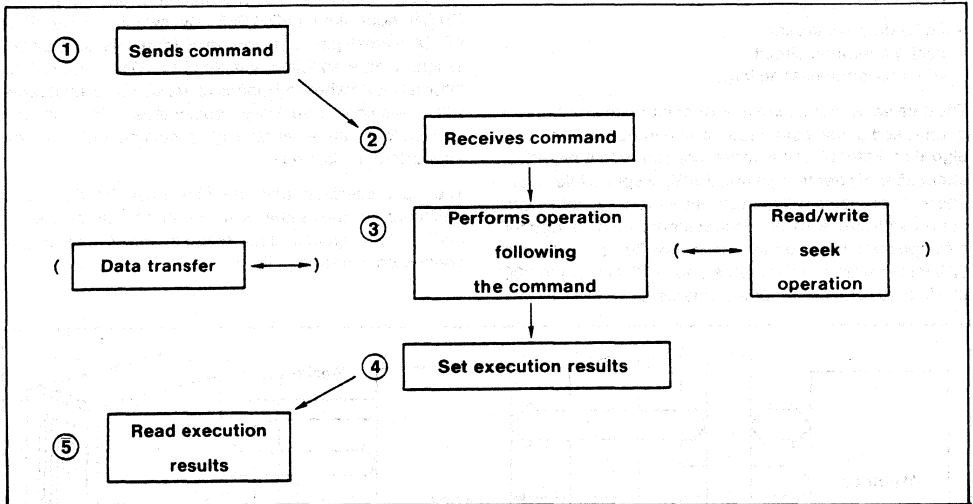 ① Sends command
② Receives command
③ Performs operation
following
the command
( Data transfer )
( Read/write
seek
operation )
④ Set execution results
⑤ Read execution
results